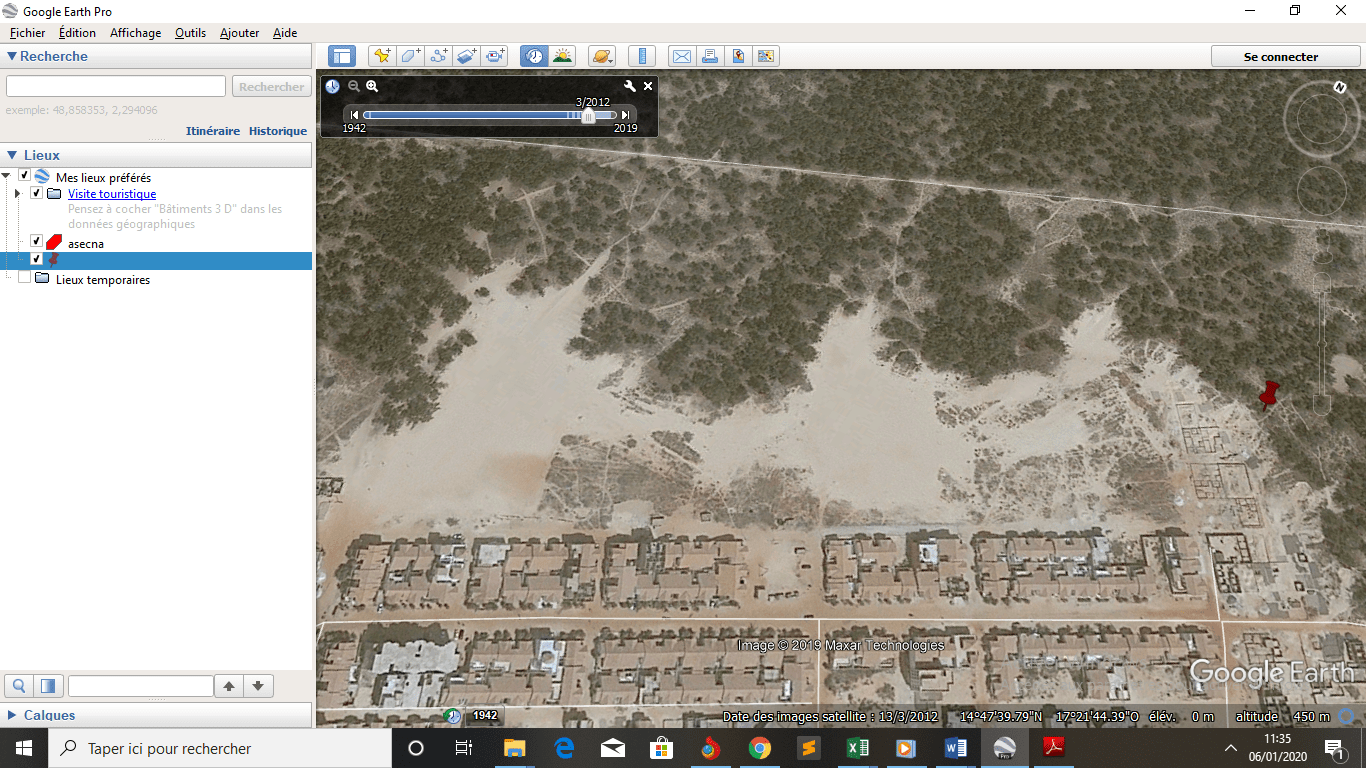 Google Earth Pro
Fichier Édition Affichage Outils Ajouter Aide
Recherche
Se connecter
Rechercher
exemple: 48,858353, 2,294096
Itinéraire Historique
Lieux
Mes lieux préférés
Visite touristique
Pensez à cocher "Bâtiments 3 D" dans les
données géographiques
asecna
Lieux temporaires
3/2012
1942
2019
N
Image © 2019 Maxar Technologies
Google Earth
1942
Date des images satellite : 13/3/2012 14°47'39.79"N 17°21'44.39"O élév. 0 m altitude 450 m
Calques
Taper ici pour rechercher
11:35
06/01/2020
1